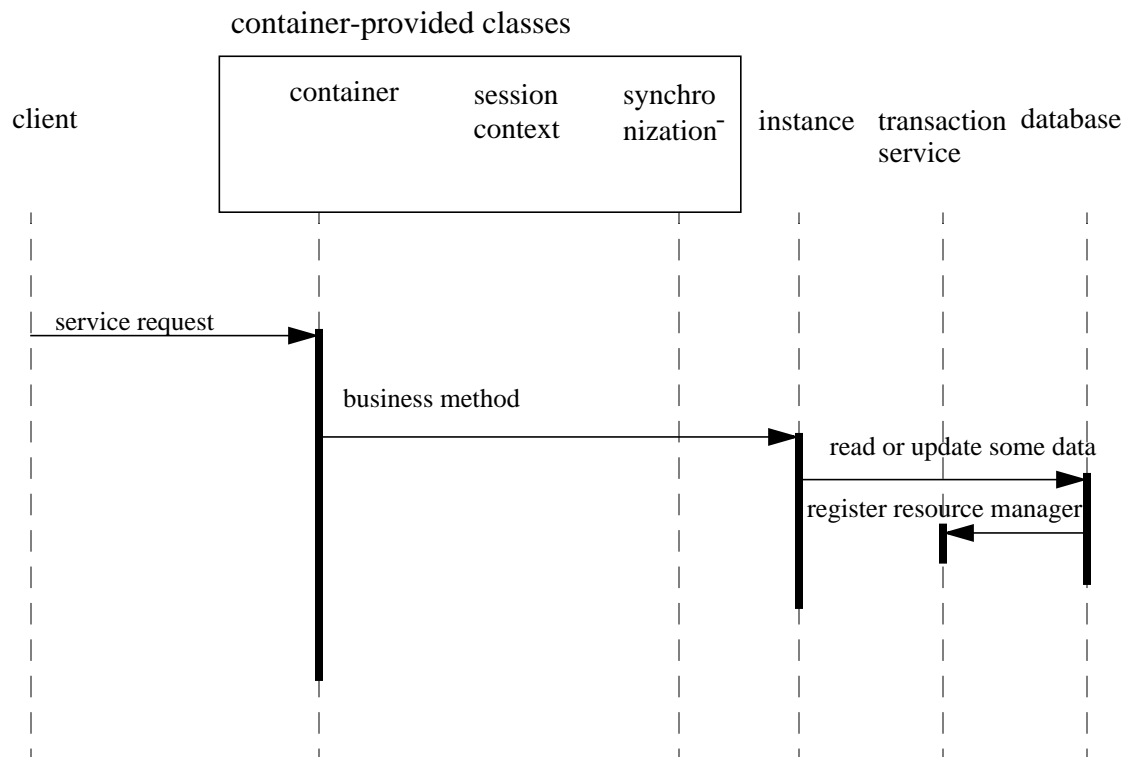 container-provided classes
client
container
session
context
synchro-
nization
instance
transaction
service
database
service request
business method
read or update some data
register resource manager